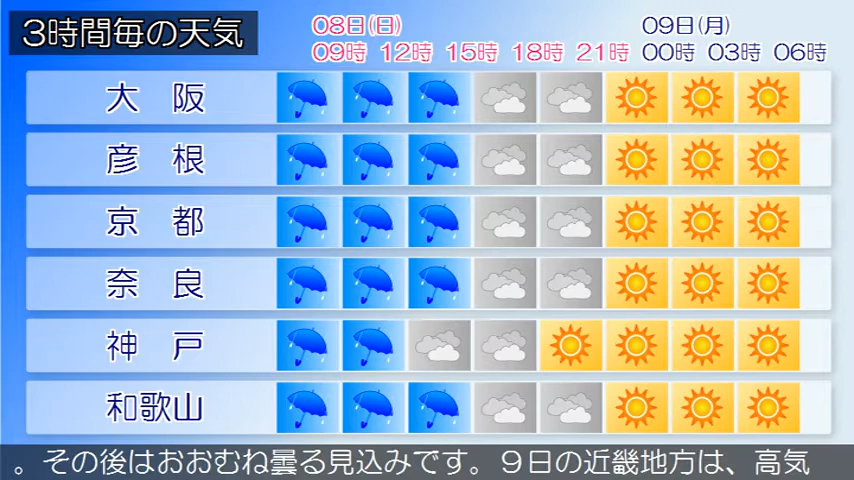 3時間毎の天気
08日(日) 09日(月)
09時 12時 15時 18時 21時 00時 03時 06時
大　阪
彦　根
京　都
奈　良
神　戸
和歌山
。その後はおおむね曇る見込みです。９日の近畿地方は、高気